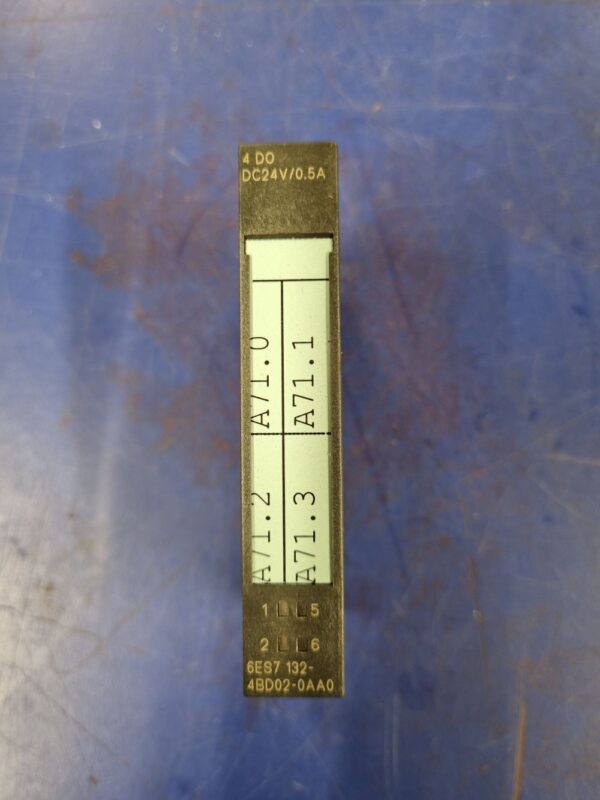 4 DO
DC24V/0.5A
A71.0
A71.1
A71.2
A71.3
1 5
2 6
6ES7 132-
4BD02-0AA0